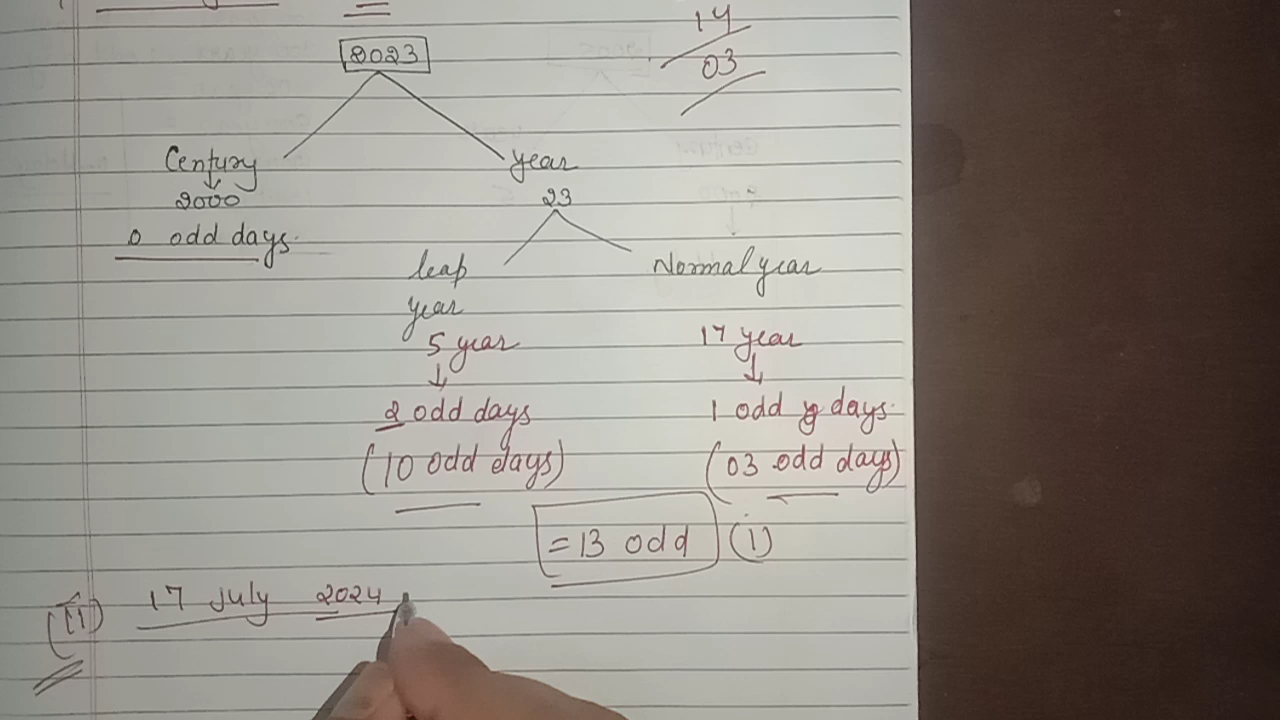 2023
14
03
Century
year
2000
23
0 odd days.
leap
year
Normal year
5 year
17 year
2 odd days
1 odd days.
(10 odd days)
(03 odd days)
=13 odd (i)
(ii) 17 July 2024